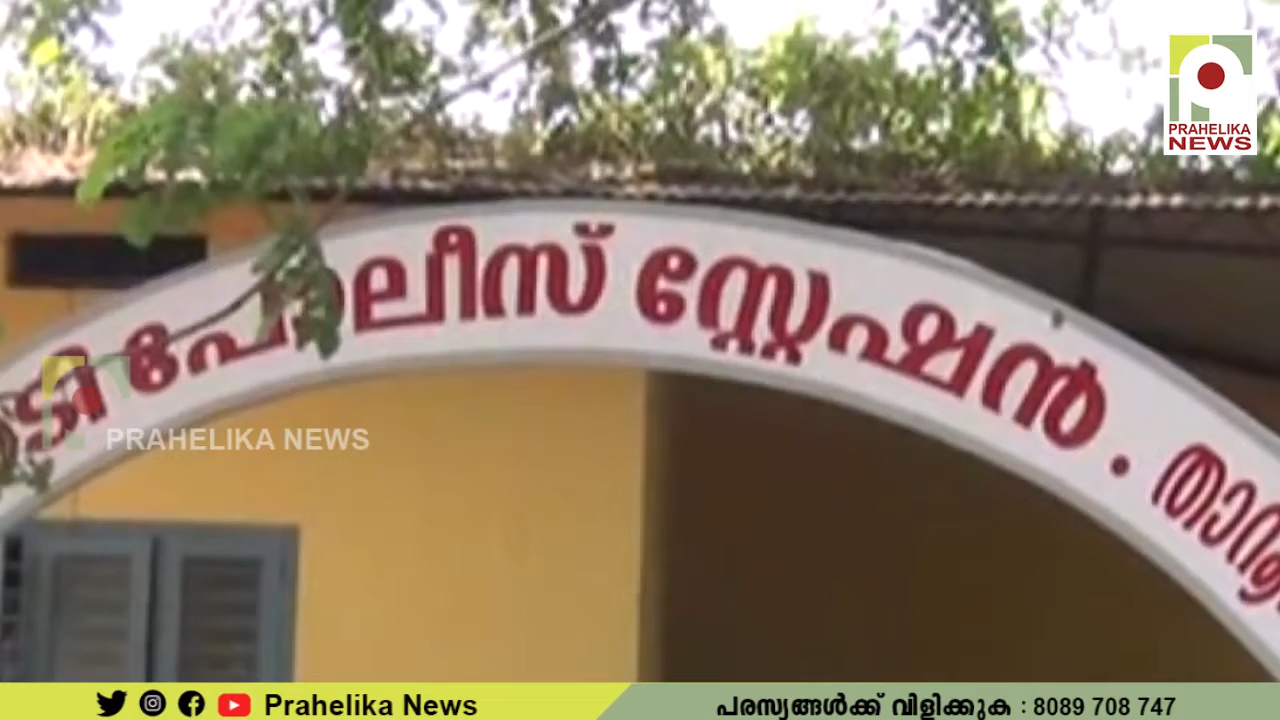 PRAHELIKA
NEWS
പോലീസ് സ്റ്റേഷൻ.
PRAHELIKA NEWS
Prahelika News
പരസ്യങ്ങൾക്ക് വിളിക്കുക : 8089 708 747